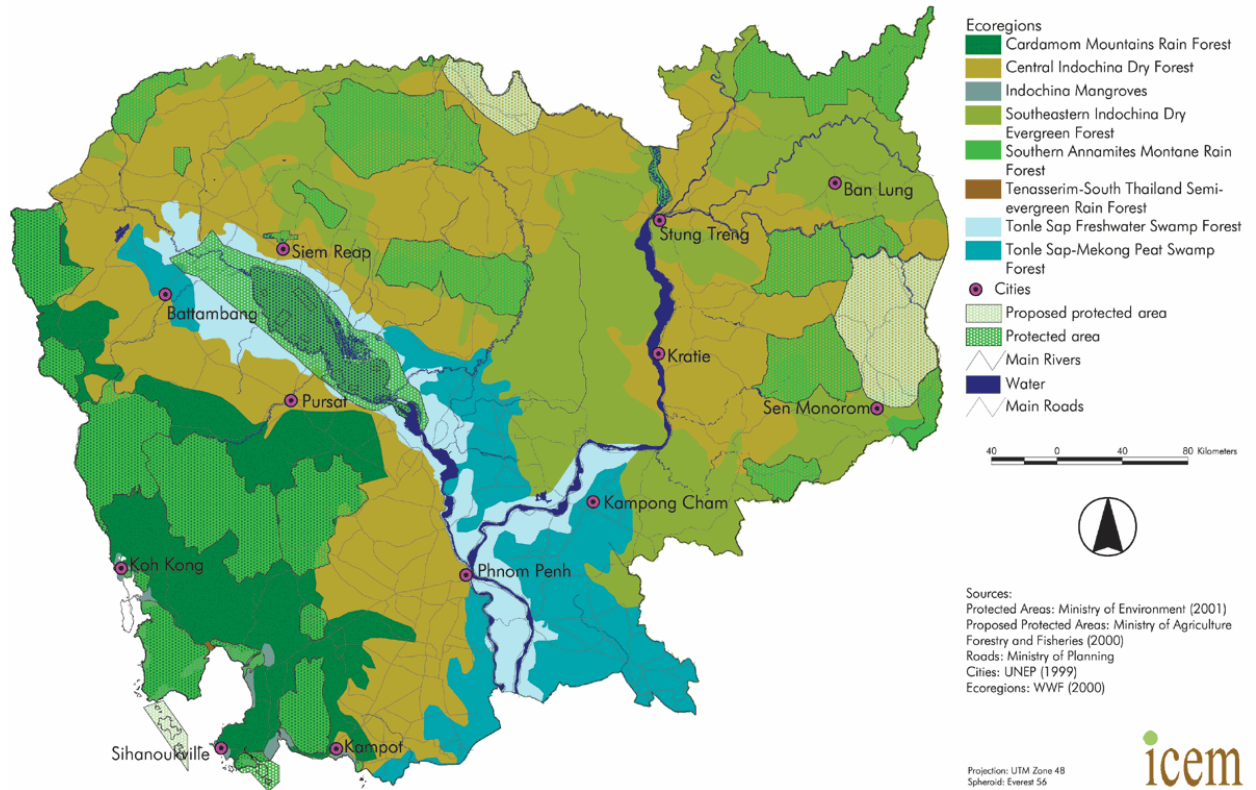 Ecoregions
Cardamom Mountains Rain Forest
Central Indochina Dry Forest
Indochina Mangroves
Southeastern Indochina Dry
Evergreen Forest
Southern Annamites Montane Rain
Forest
Tenasserim-South Thailand Semi-
evergreen Rain Forest
Tonle Sap Freshwater Swamp Forest
Tonle Sap-Mekong Peat Swamp
Forest
Cities
Proposed protected area
Protected area
Main Rivers
Water
Main Roads
40 0 40 80 Kilometers
Ban Lung
Stung Treng
Siem Reap
Battambang
Kratie
Pursat
Sen Monorom
Kampong Cham
Koh Kong
Phnom Penh
Sihanoukville
Kampot
Sources:
Protected Areas: Ministry of Environment (2001)
Proposed Protected Areas: Ministry of Agriculture
Forestry and Fisheries (2000)
Roads: Ministry of Planning
Cities: UNEP (1999)
Ecoregions: WWF (2000)
Projection: UTM Zone 48
Spheroid: Everest 56
icem